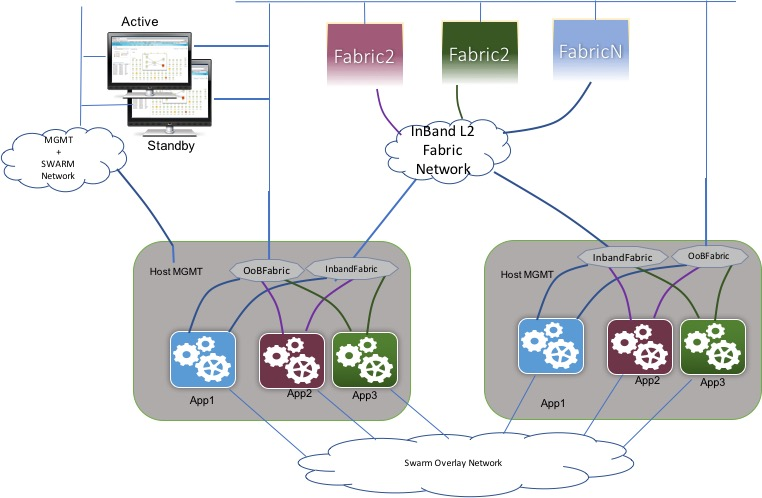 Active
Standby
MGMT
+
SWARM
Network
Fabric2
Fabric2
FabricN
InBand L2
Fabric
Network
Host MGMT
OoBFabric
InbandFabric
App1
App2
App3
Host MGMT
InbandFabric
OoBFabric
App1
App2
App3
Swarm Overlay Network